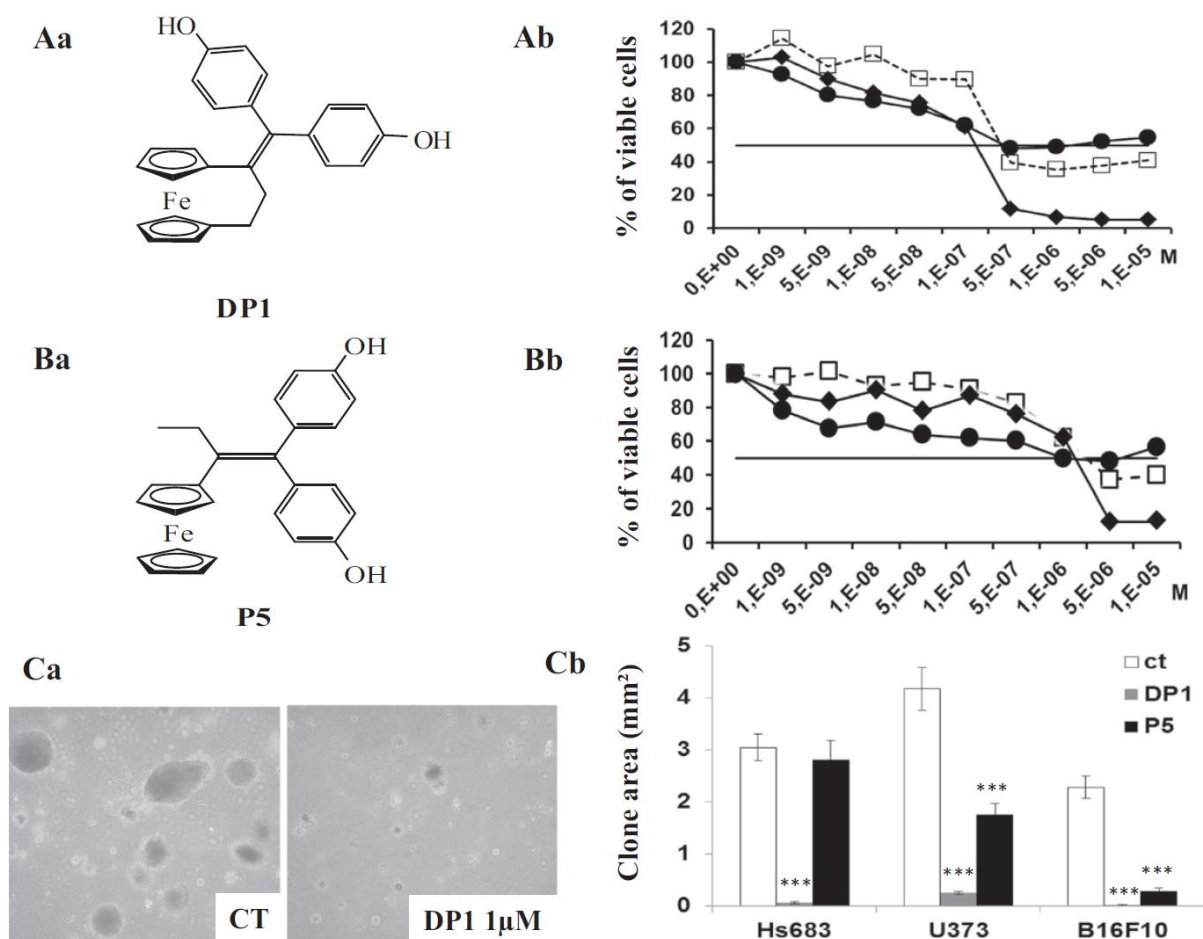 Aa
HO
OH
Fe
DP1
Ab
% of viable cells
120
100
80
60
40
20
0
0,E+00
1,E-09
5,E-09
1,E-08
5,E-08
1,E-07
5,E-07
1,E-06
5,E-06
1,E-05
M
Ba
OH
Fe
OH
P5
Bb
% of viable cells
120
100
80
60
40
20
0
0,E+00
1,E-09
5,E-09
1,E-08
5,E-08
1,E-07
5,E-07
1,E-06
5,E-06
1,E-05
M
Ca
CT
DP1 1µM
Cb
Clone area (mm²)
5
4
3
2
1
0
ct
DP1
P5
***
***
***
***
***
Hs683
U373
B16F10